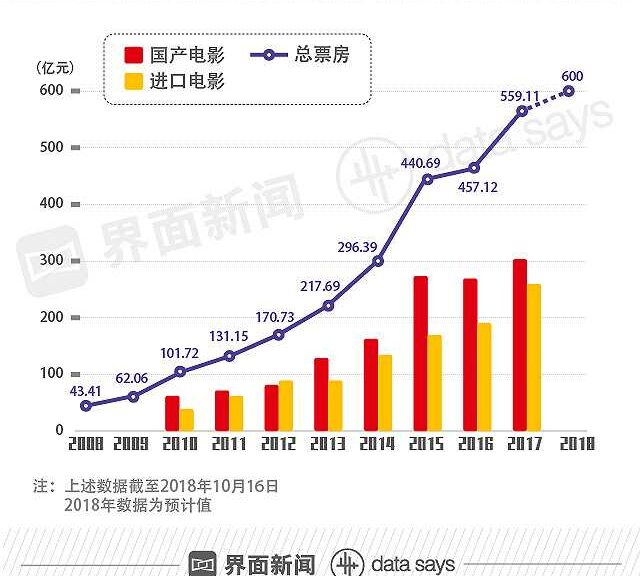 国产电影
总票房
进口电影
(亿元)
600
500
400
300
200
100
0
43.41
62.06
101.72
131.15
170.73
217.69
296.39
440.69
457.12
559.11
600
2008 2009 2010 2011 2012 2013 2014 2015 2016 2017 2018
界面新闻
data says
注：上述数据截至2018年10月16日
2018年数据为预计值
界面新闻
data says